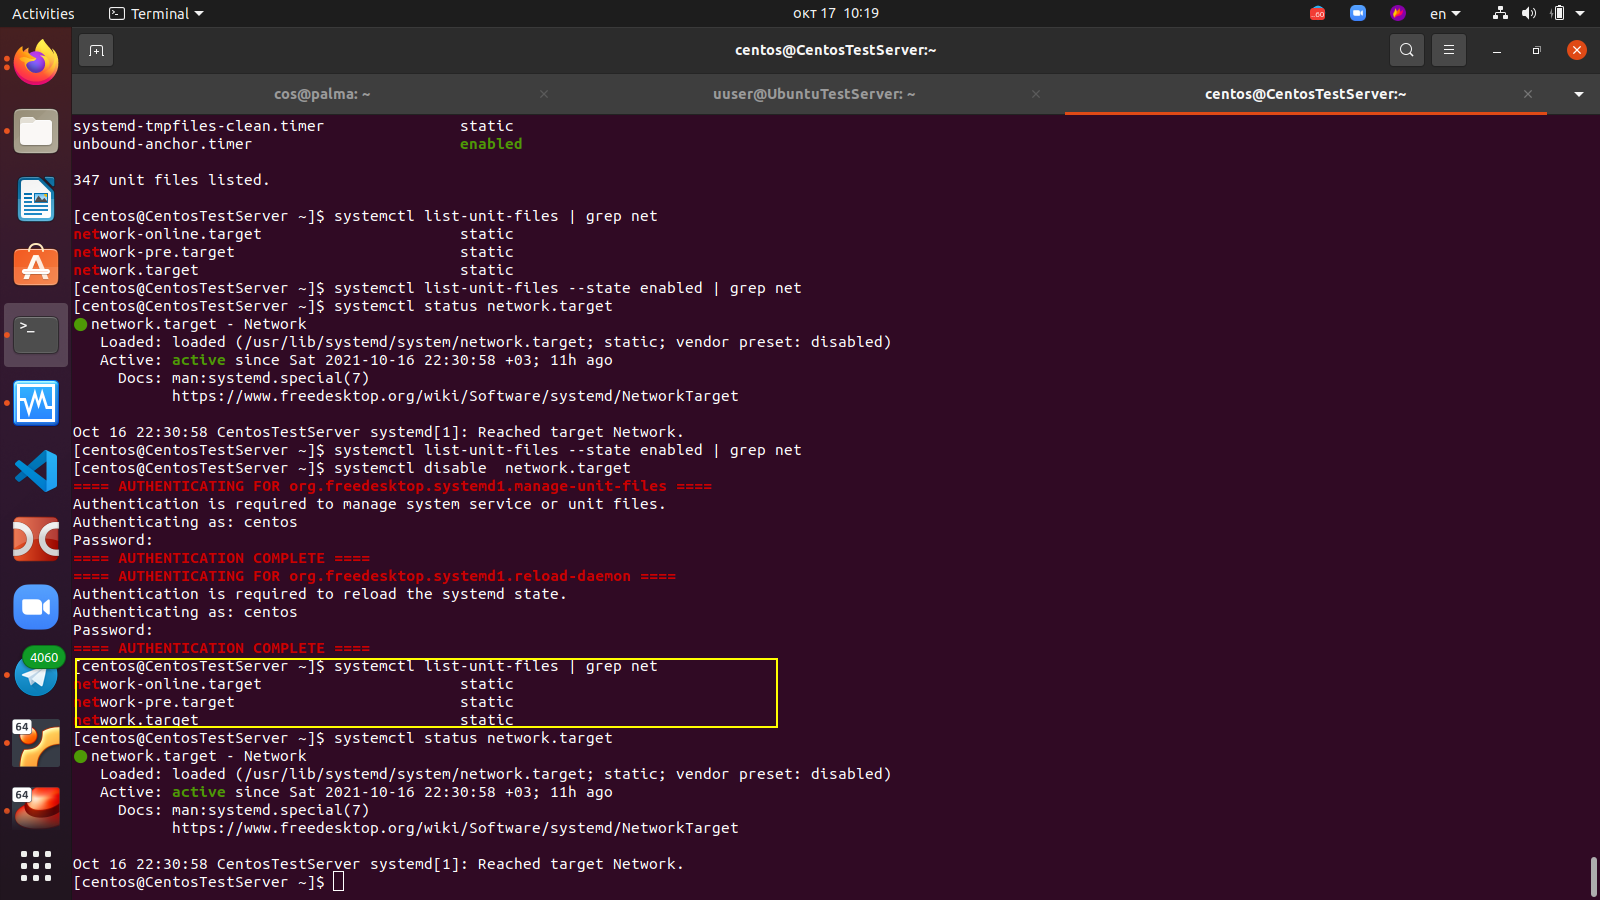 Activities
Terminal
окт 17 10:19
en
centos@CentosTestServer:~
cos@palma: ~
uuser@UbuntuTestServer: ~
centos@CentosTestServer:~
systemd-tmpfiles-clean.timer static
unbound-anchor.timer enabled
347 unit files listed.
[centos@CentosTestServer ~]$ systemctl list-unit-files | grep net
network-online.target static
network-pre.target static
network.target static
[centos@CentosTestServer ~]$ systemctl list-unit-files --state enabled | grep net
[centos@CentosTestServer ~]$ systemctl status network.target
network.target - Network
Loaded: loaded (/usr/lib/systemd/system/network.target; static; vendor preset: disabled)
Active: active since Sat 2021-10-16 22:30:58 +03; 11h ago
Docs: man:systemd.special(7)
https://www.freedesktop.org/wiki/Software/systemd/NetworkTarget
Oct 16 22:30:58 CentosTestServer systemd[1]: Reached target Network.
[centos@CentosTestServer ~]$ systemctl list-unit-files --state enabled | grep net
[centos@CentosTestServer ~]$ systemctl disable  network.target
==== AUTHENTICATING FOR org.freedesktop.systemd1.manage-unit-files ====
Authentication is required to manage system service or unit files.
Authenticating as: centos
Password:
==== AUTHENTICATION COMPLETE ====
==== AUTHENTICATING FOR org.freedesktop.systemd1.reload-daemon ====
Authentication is required to reload the systemd state.
Authenticating as: centos
Password:
==== AUTHENTICATION COMPLETE ====
[centos@CentosTestServer ~]$ systemctl list-unit-files | grep net
network-online.target static
network-pre.target static
network.target static
[centos@CentosTestServer ~]$ systemctl status network.target
network.target - Network
Loaded: loaded (/usr/lib/systemd/system/network.target; static; vendor preset: disabled)
Active: active since Sat 2021-10-16 22:30:58 +03; 11h ago
Docs: man:systemd.special(7)
https://www.freedesktop.org/wiki/Software/systemd/NetworkTarget
Oct 16 22:30:58 CentosTestServer systemd[1]: Reached target Network.
[centos@CentosTestServer ~]$
>_
4060
64
64